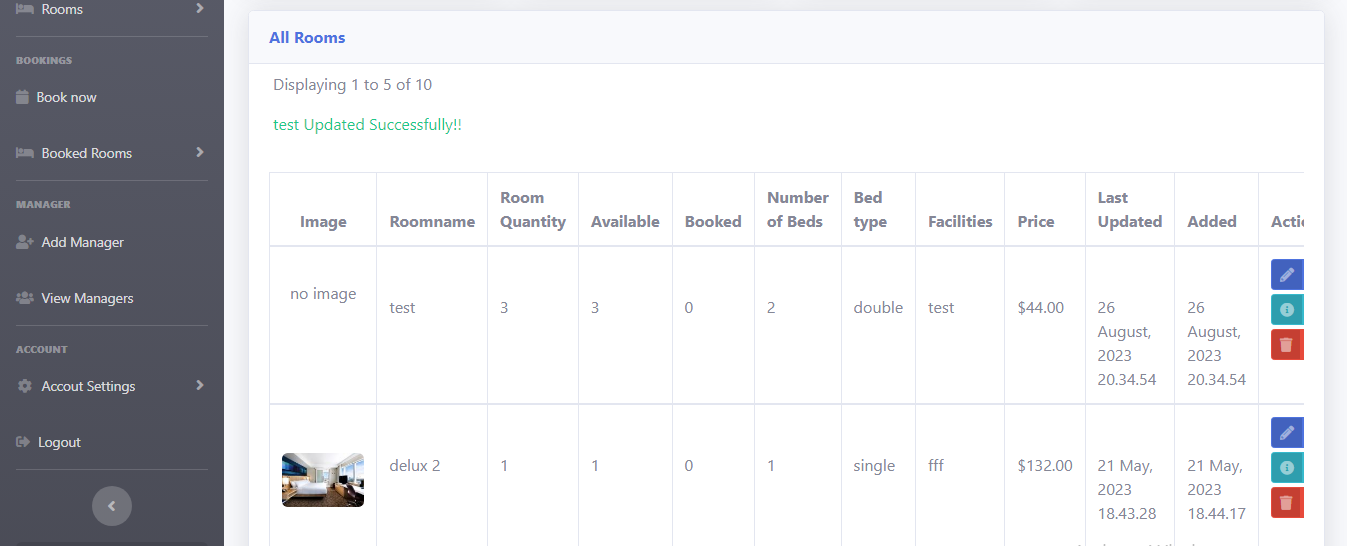 Rooms
BOOKINGS
Book now
Booked Rooms
MANAGER
Add Manager
View Managers
ACCOUNT
Accout Settings
Logout
All Rooms
Displaying 1 to 5 of 10
test Updated Successfully!!
Image Roomname Room Quantity Available Booked Number of Beds Bed type Facilities Price Last Updated Added Actio
no image test 3 3 0 2 double test $44.00 26 August, 2023 20.34.54 26 August, 2023 20.34.54
delux 2 1 1 0 1 single fff $132.00 21 May, 2023 18.43.28 21 May, 2023 18.44.17